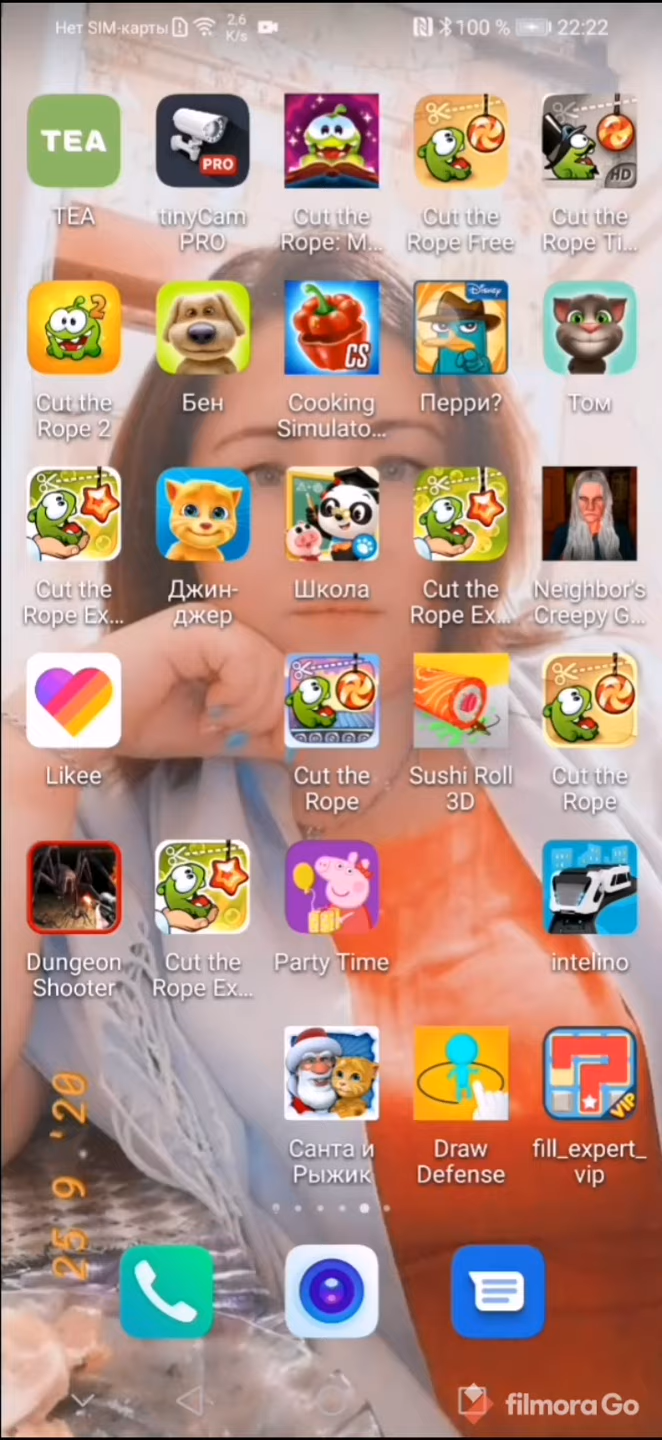 Нет SIM-карты
2,6 K/s
100 %
22:22
TEA
PRO
HD
TEA
tinyCam PRO
Cut the Rope: M...
Cut the Rope Free
Cut the Rope Ti...
2
CS
Disney
Cut the Rope 2
Бен
Cooking Simulato...
Перри?
Том
Cut the Rope Ex...
Джин-джер
Школа
Cut the Rope Ex...
Neighbor's Creepy G...
Likee
Cut the Rope
Sushi Roll 3D
Cut the Rope
Dungeon Shooter
Cut the Rope Ex...
Party Time
intelino
VIP
Санта и Рыжик
Draw Defense
fill_expert_vip
25 9 '20
filmora Go